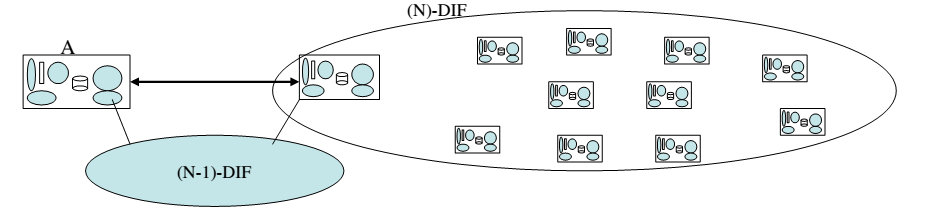 (N)-DIF
A
(N-1)-DIF